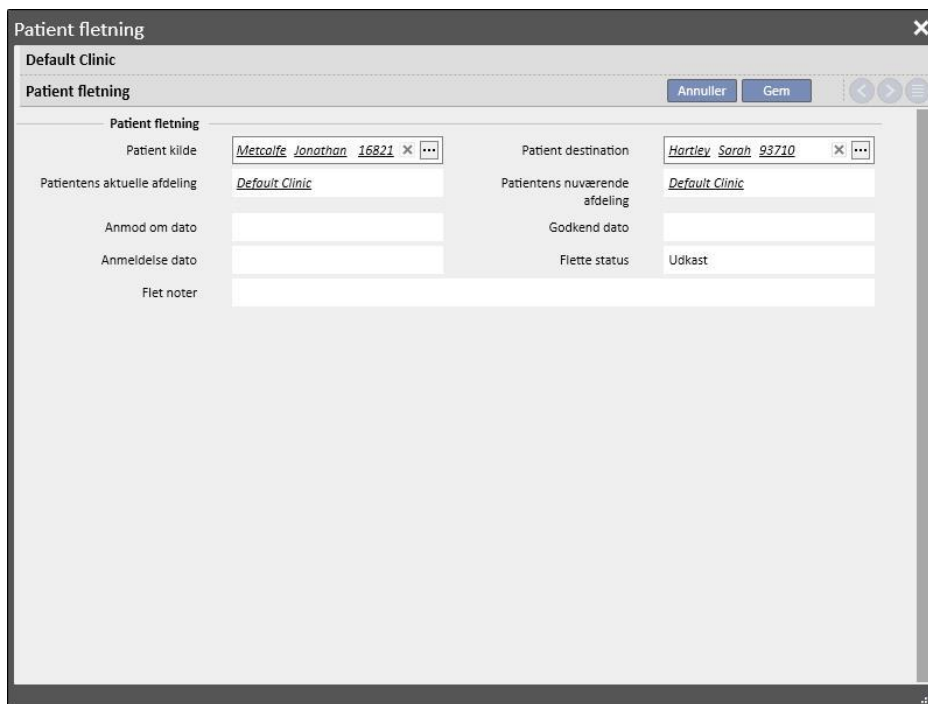 Patient fletning
Default Clinic
Patient fletning Annuller Gem
Patient fletning
Patient kilde Metcalfe Jonathan 16821 Patient destination Hartley Sarah 93710
Patientens aktuelle afdeling Default Clinic Patientens nuværende afdeling Default Clinic
Anmod om dato Godkend dato
Anmeldelse dato Flette status Udkast
Flet noter